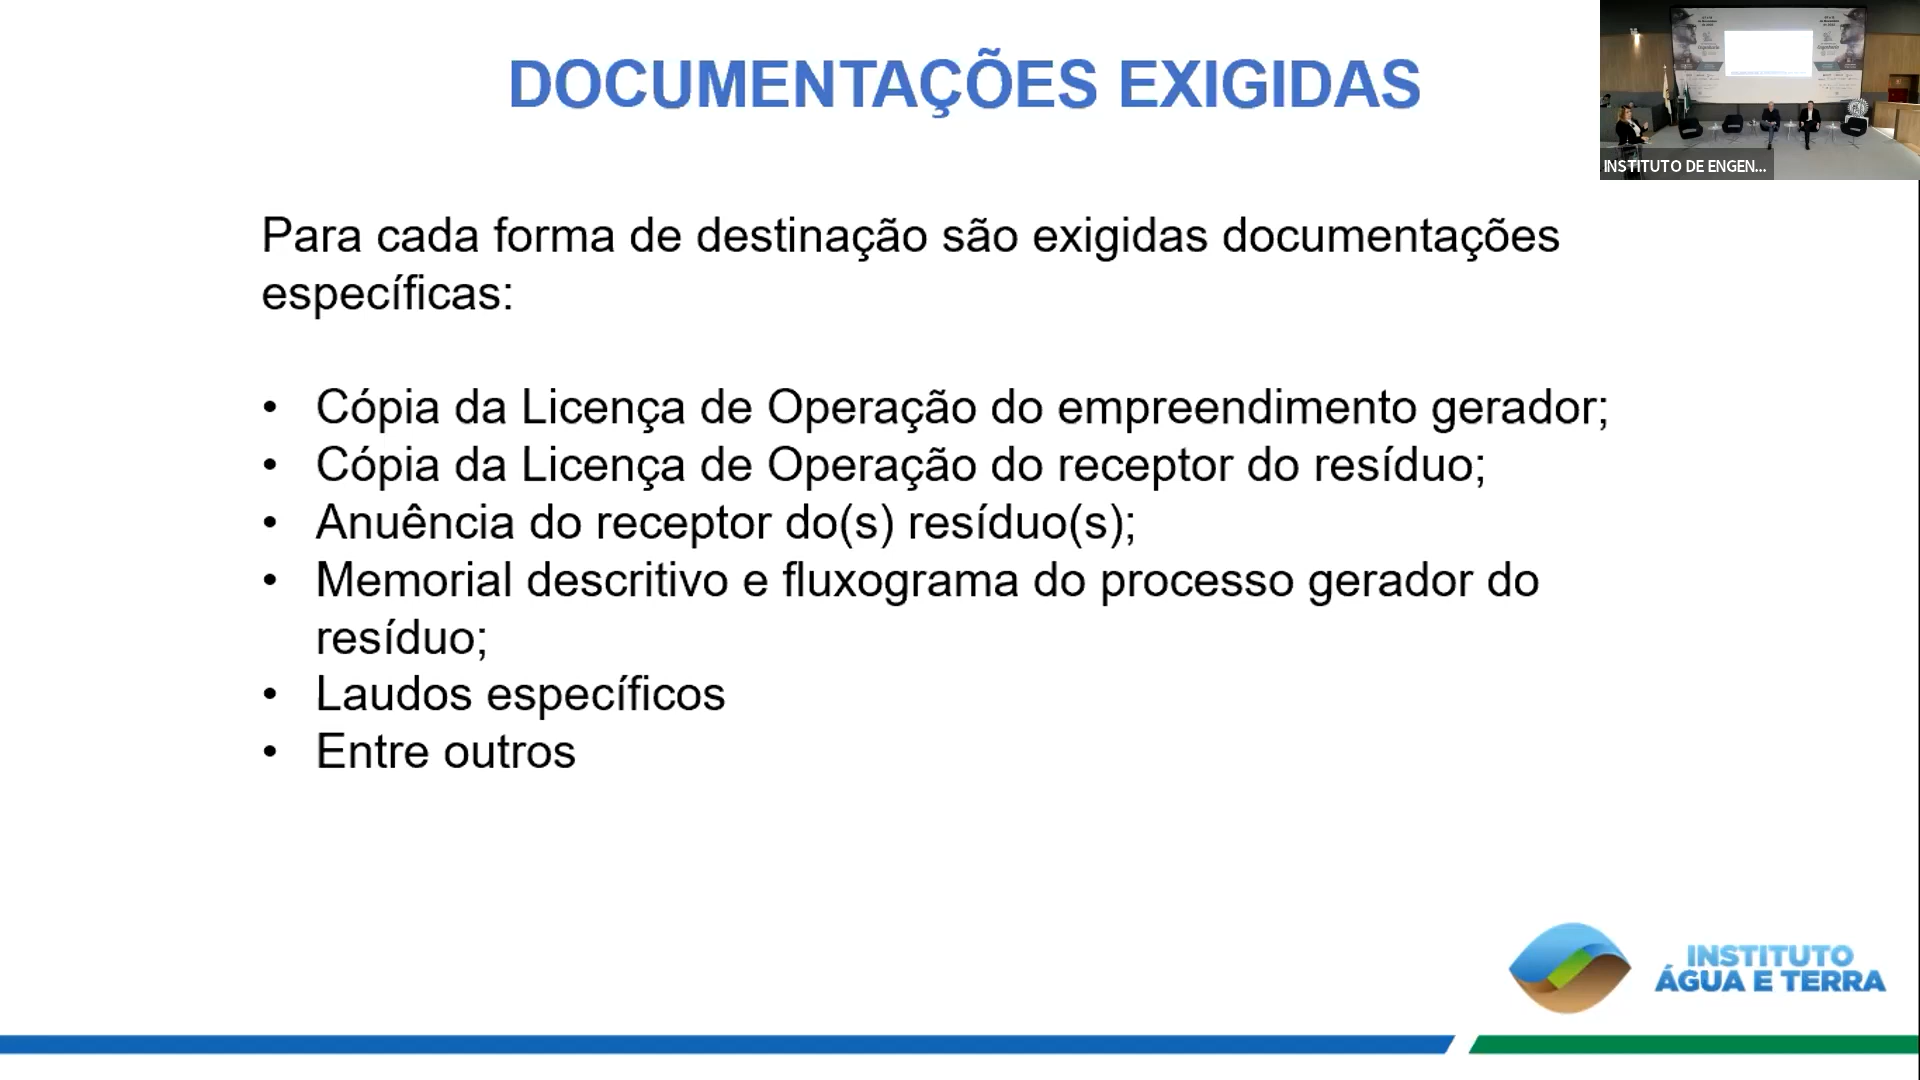 DOCUMENTAÇÕES EXIGIDAS
INSTITUTO DE ENGEN...
Para cada forma de destinação são exigidas documentações
específicas:
• Cópia da Licença de Operação do empreendimento gerador;
• Cópia da Licença de Operação do receptor do resíduo;
• Anuência do receptor do(s) resíduo(s);
• Memorial descritivo e fluxograma do processo gerador do
resíduo;
• Laudos específicos
• Entre outros
INSTITUTO
ÁGUA E TERRA